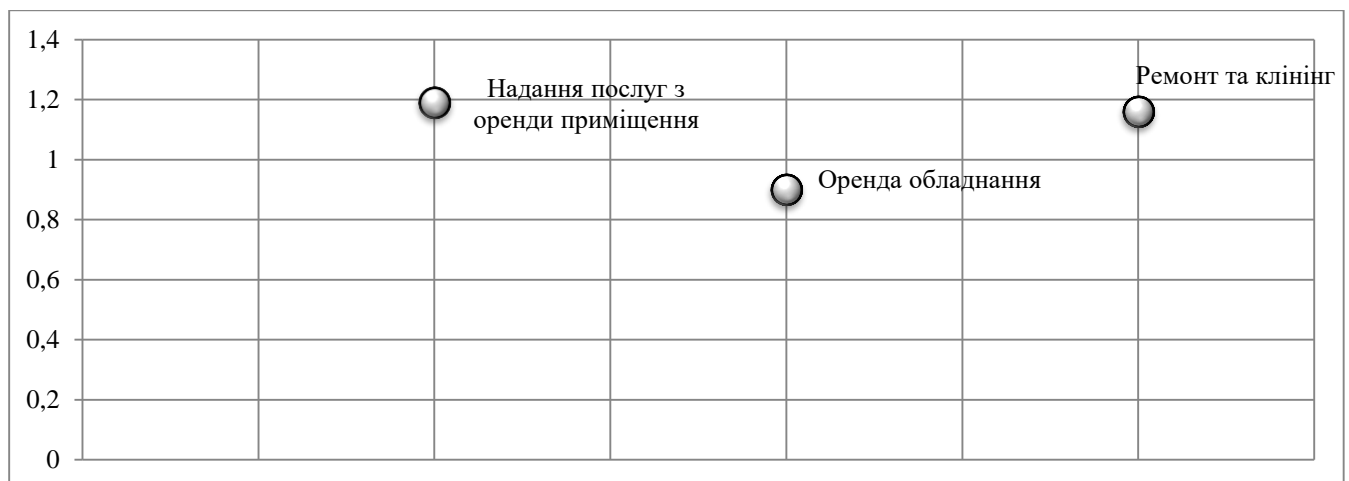 1,4
1,2
1
0,8
0,6
0,4
0,2
0
Надання послуг з
оренди приміщення
Оренда обладнання
Ремонт та клінінг